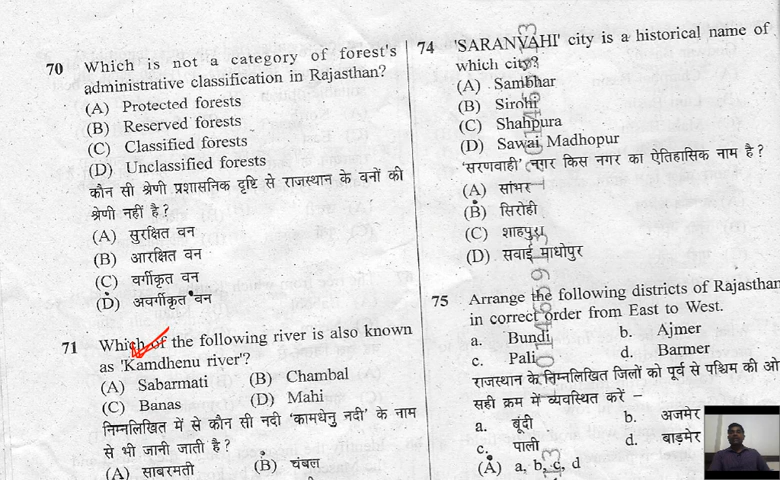 70 Which is not a category of forest's
administrative classification in Rajasthan?
(A) Protected forests
(B) Reserved forests
(C) Classified forests
(D) Unclassified forests
कौन सी श्रेणी प्रशासनिक दृष्टि से राजस्थान के वनों की
श्रेणी नहीं है ?
(A) सुरक्षित वन
(B) आरक्षित वन
(C) वर्गीकृत वन
(D) अवर्गीकृत वन
71 Which of the following river is also known
as 'Kamdhenu river'?
(A) Sabarmati (B) Chambal
(C) Banas (D) Mahi
निम्नलिखित में से कौन सी नदी 'कामधेनु नदी' के नाम
से भी जानी जाती है ?
(A) साबरमती (B) चंबल
74 'SARANVAHI' city is a historical name of
which city?
(A) Sambhar
(B) Sirohi
(C) Shahpura
(D) Sawai Madhopur
'सरणवाही' नगर किस नगर का ऐतिहासिक नाम है ?
(A) सांभर
(B) सिरोही
(C) शाहपुरा
(D) सवाई माधोपुर
75 Arrange the following districts of Rajasthan
in correct order from East to West.
a. Bundi b. Ajmer
c. Pali d. Barmer
राजस्थान के निम्नलिखित जिलों को पूर्व से पश्चिम की ओ
सही क्रम में व्यवस्थित करें –
a. बूंदी b. अजमेर
c. पाली d. बाड़मेर
(A) a, b, c, d